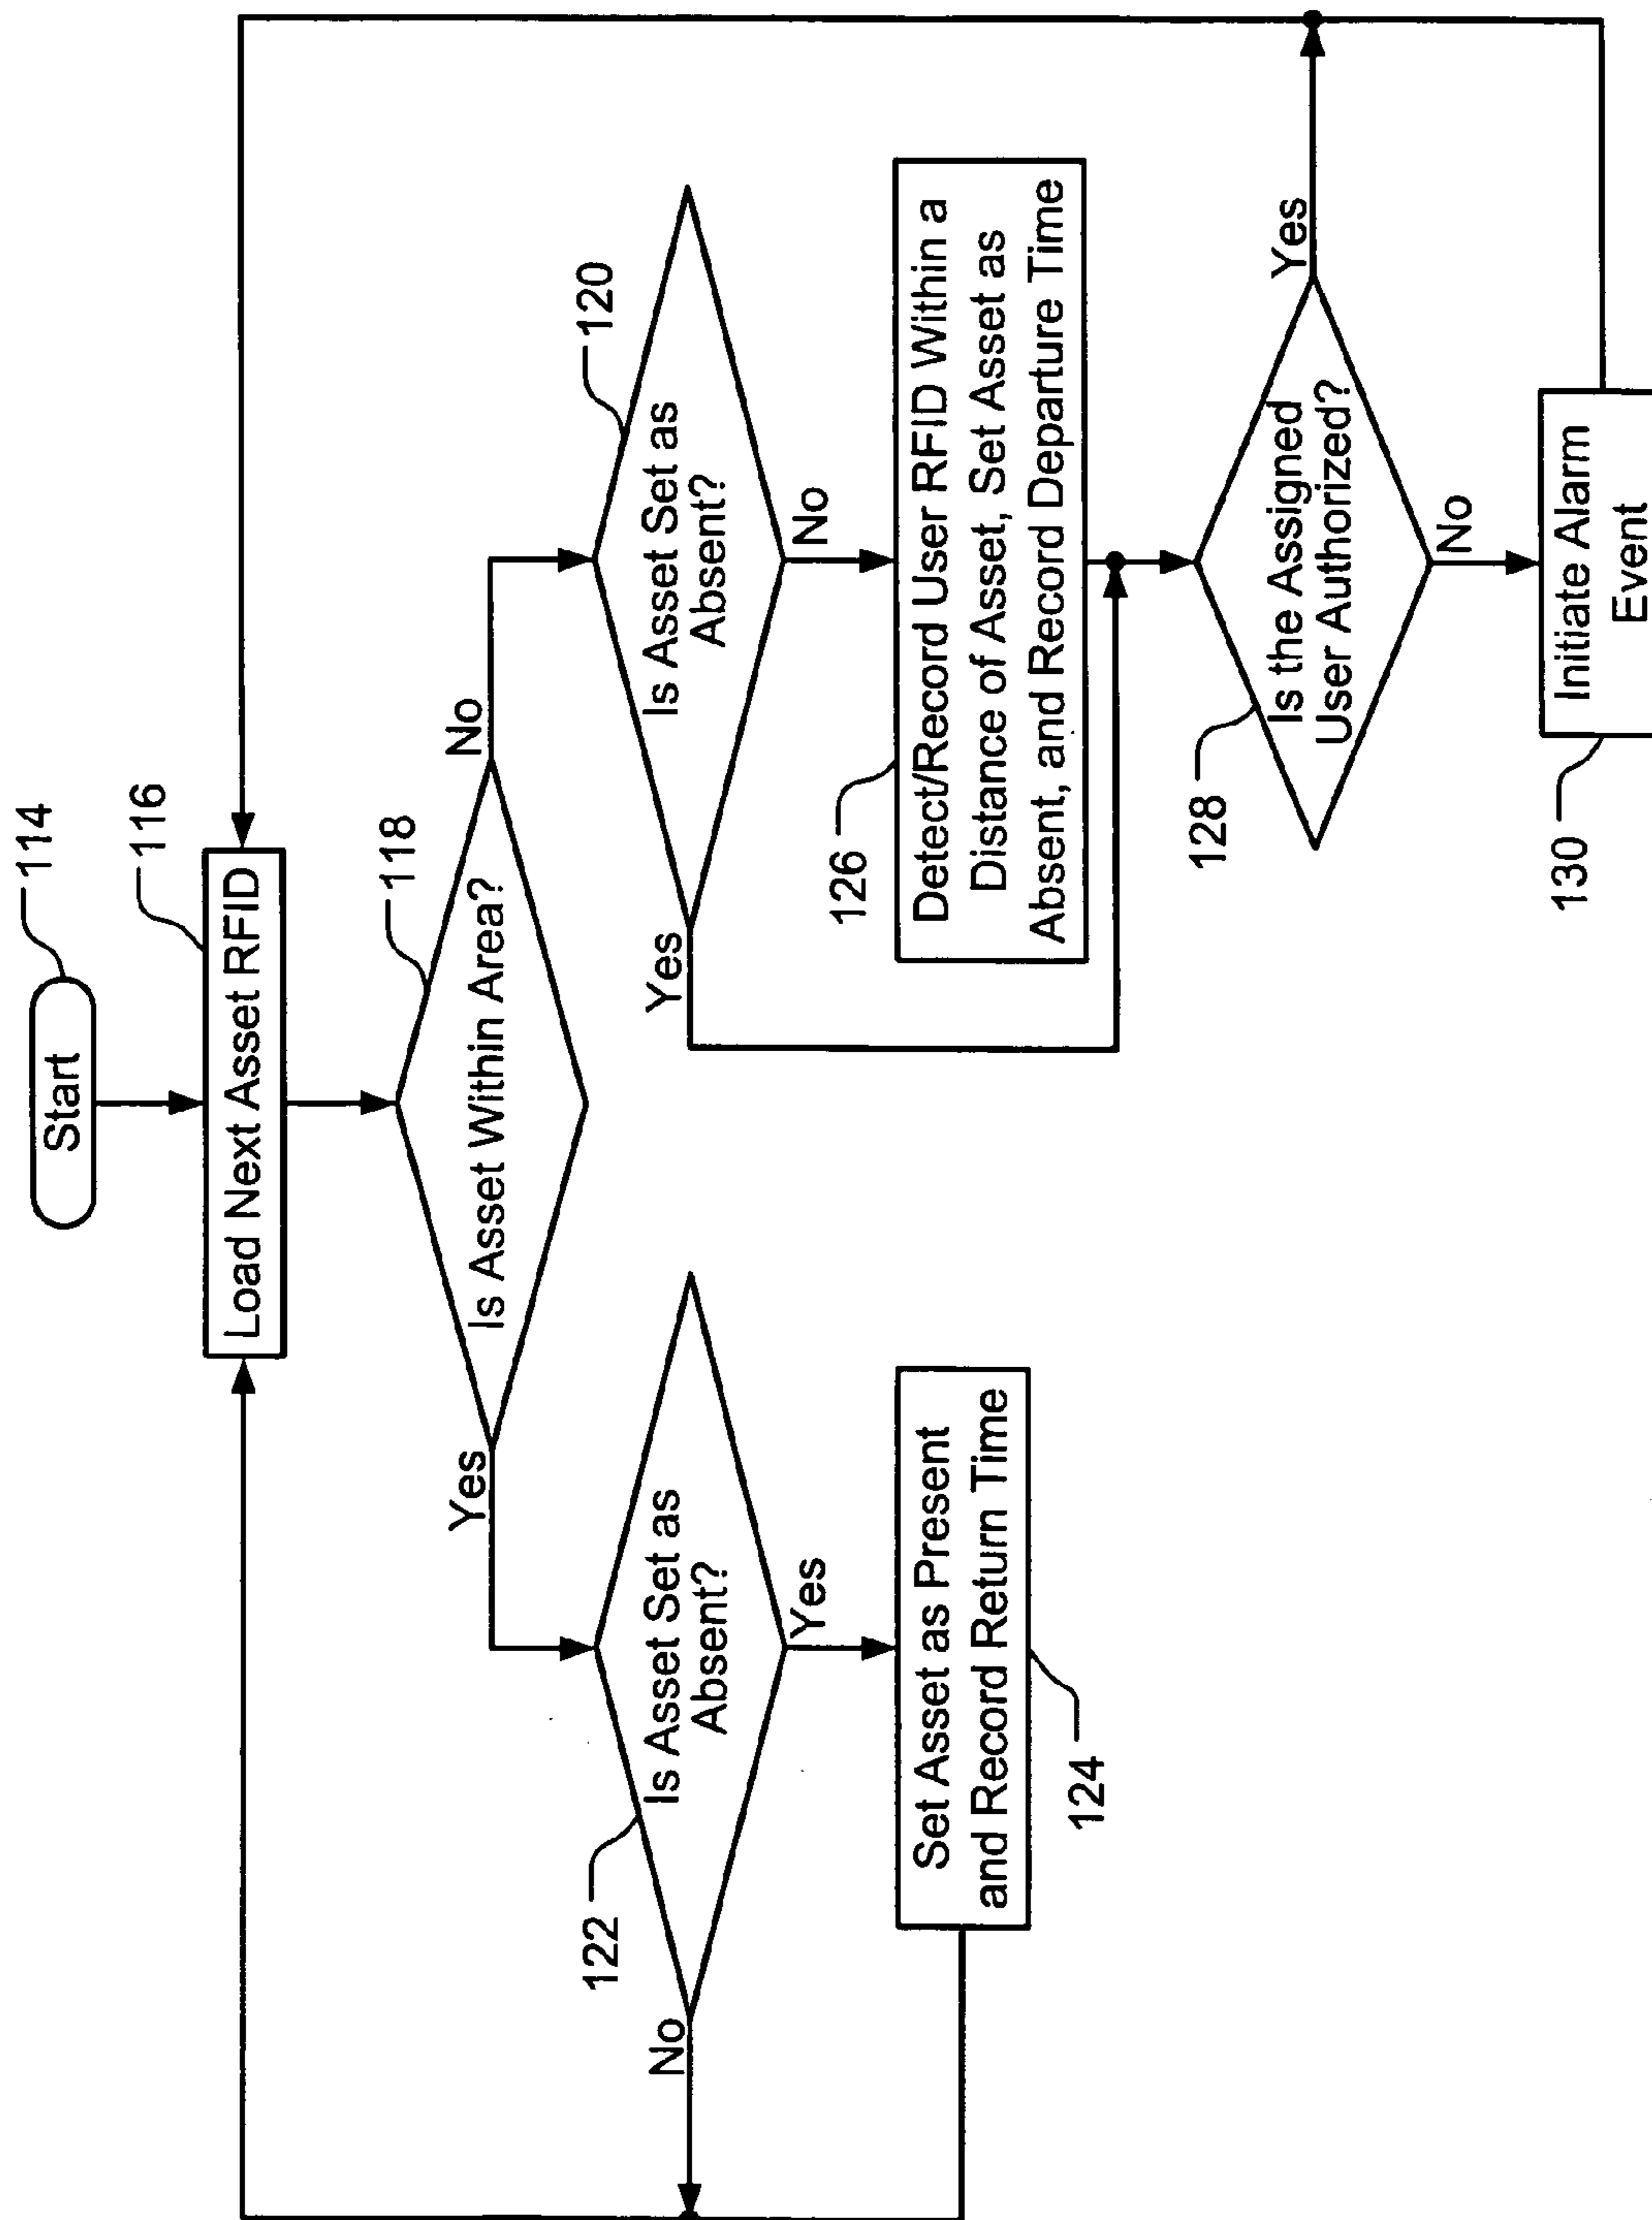 Start
114
Load Next Asset RFID
116
Is Asset Within Area?
118
Yes
No
Is Asset Set as
Absent?
122
No
Yes
Is Asset Set as
Absent?
120
Yes
No
Set Asset as Present
and Record Return Time
124
Detect/Record User RFID Within a
Distance of Asset, Set Asset as
Absent, and Record Departure Time
126
Is the Assigned
User Authorized?
128
Yes
No
Initiate Alarm
Event
130